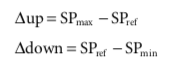 Δup = SPmax − SPref
Δdown = SPref − SPmin